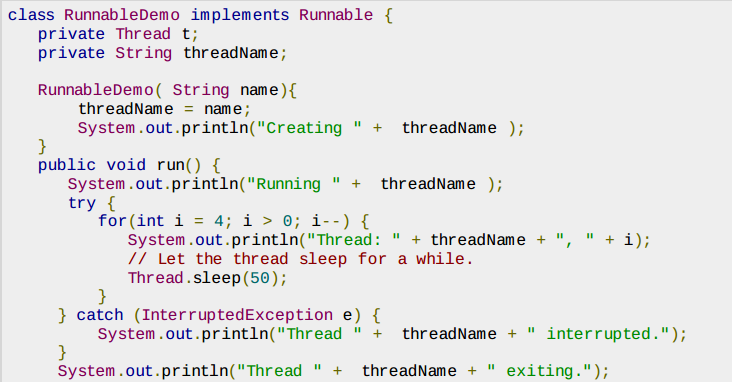 class RunnableDemo implements Runnable {
   private Thread t;
   private String threadName;

   RunnableDemo( String name){
       threadName = name;
       System.out.println("Creating " +  threadName );
   }
   public void run() {
      System.out.println("Running " +  threadName );
      try {
         for(int i = 4; i > 0; i--) {
            System.out.println("Thread: " + threadName + ", " + i);
            // Let the thread sleep for a while.
            Thread.sleep(50);
         }
     } catch (InterruptedException e) {
         System.out.println("Thread " +  threadName + " interrupted.");
     }
     System.out.println("Thread " +  threadName + " exiting.");